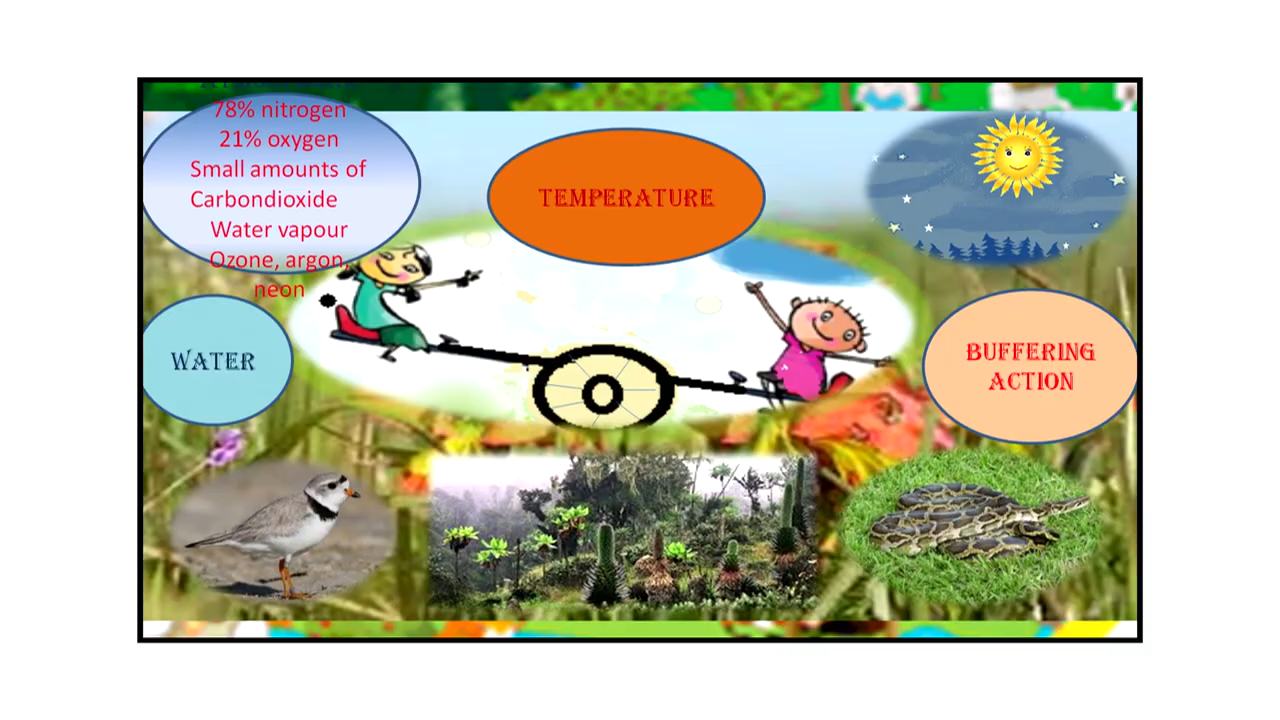 78% nitrogen
21% oxygen
Small amounts of
Carbondioxide
Water vapour
Ozone, argon,
neon
TEMPERATURE
WATER
BUFFERING
ACTION